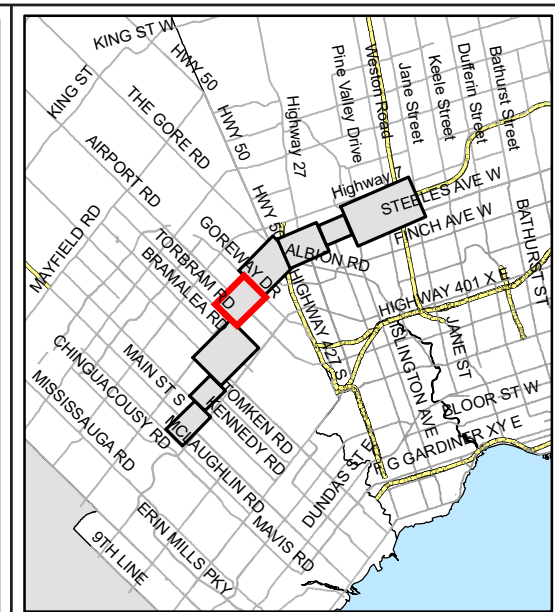 KING ST W
KING ST
HWY 50
HWY 50
THE GORE RD
AIRPORT RD
MAYFIELD RD
Highway 27
Pine Valley Drive
Weston Road
Jane Street
Keele Street
Dufferin Street
Bathurst Street
Highway 7
STEELES AVE W
FINCH AVE W
ALBION RD
GOREWAY DR
TORBRAM RD
BRAMALEA RD
HIGHWAY 427 S
HIGHWAY 401 X
ISLINGTON AVE
JANE ST
BATHURST ST
BLOOR ST W
F G GARDINER XY E
DUNDAS ST E
CHINGUACOUSY RD
MAIN ST S
MISSISSAUGA RD
TOMKEN RD
KENNEDY RD
MCLAUGHLIN RD
MAVIS RD
ERIN MILLS PKY
9TH LINE